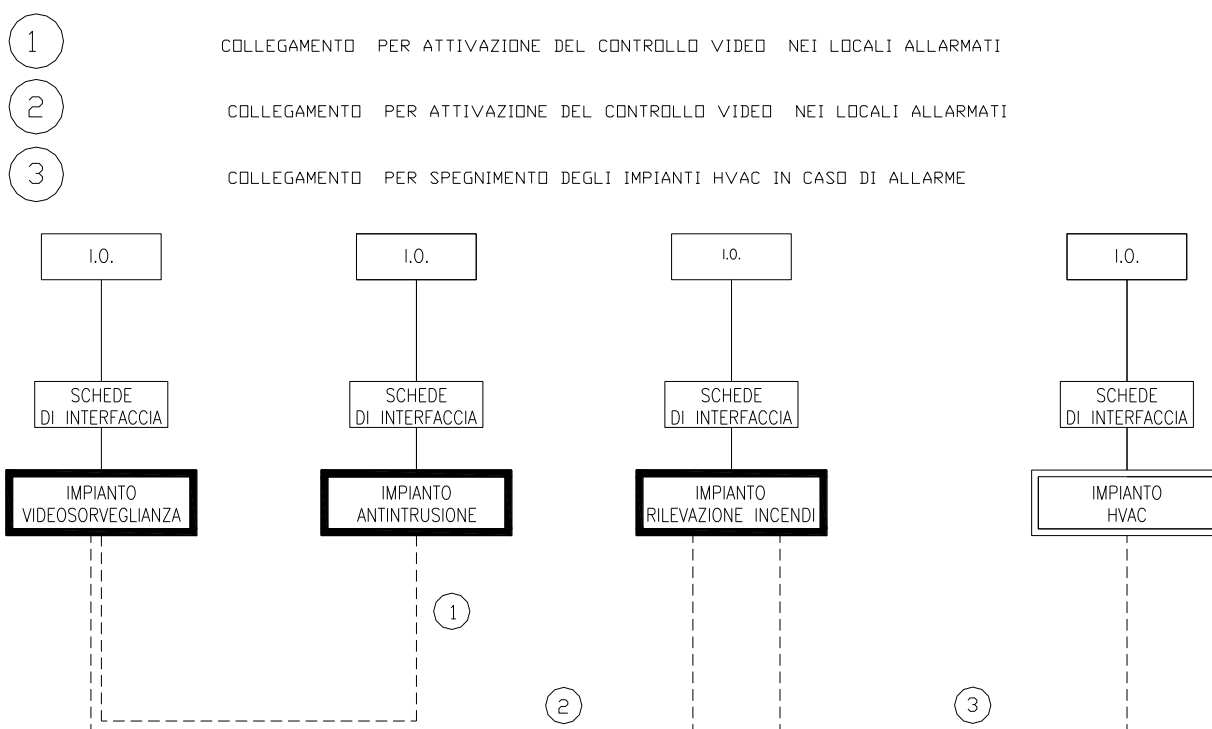 1
COLLEGAMENTO PER ATTIVAZIONE DEL CONTROLLO VIDEO NEI LOCALI ALLARMATI
2
COLLEGAMENTO PER ATTIVAZIONE DEL CONTROLLO VIDEO NEI LOCALI ALLARMATI
3
COLLEGAMENTO PER SPEGNIMENTO DEGLI IMPIANTI HVAC IN CASO DI ALLARME
I.O.
I.O.
I.O.
I.O.
SCHEDE
DI INTERFACCIA
SCHEDE
DI INTERFACCIA
SCHEDE
DI INTERFACCIA
SCHEDE
DI INTERFACCIA
IMPIANTO
VIDEOSORVEGLIANZA
IMPIANTO
ANTINTRUSIONE
IMPIANTO
RILEVAZIONE INCENDI
IMPIANTO
HVAC
1
2
3